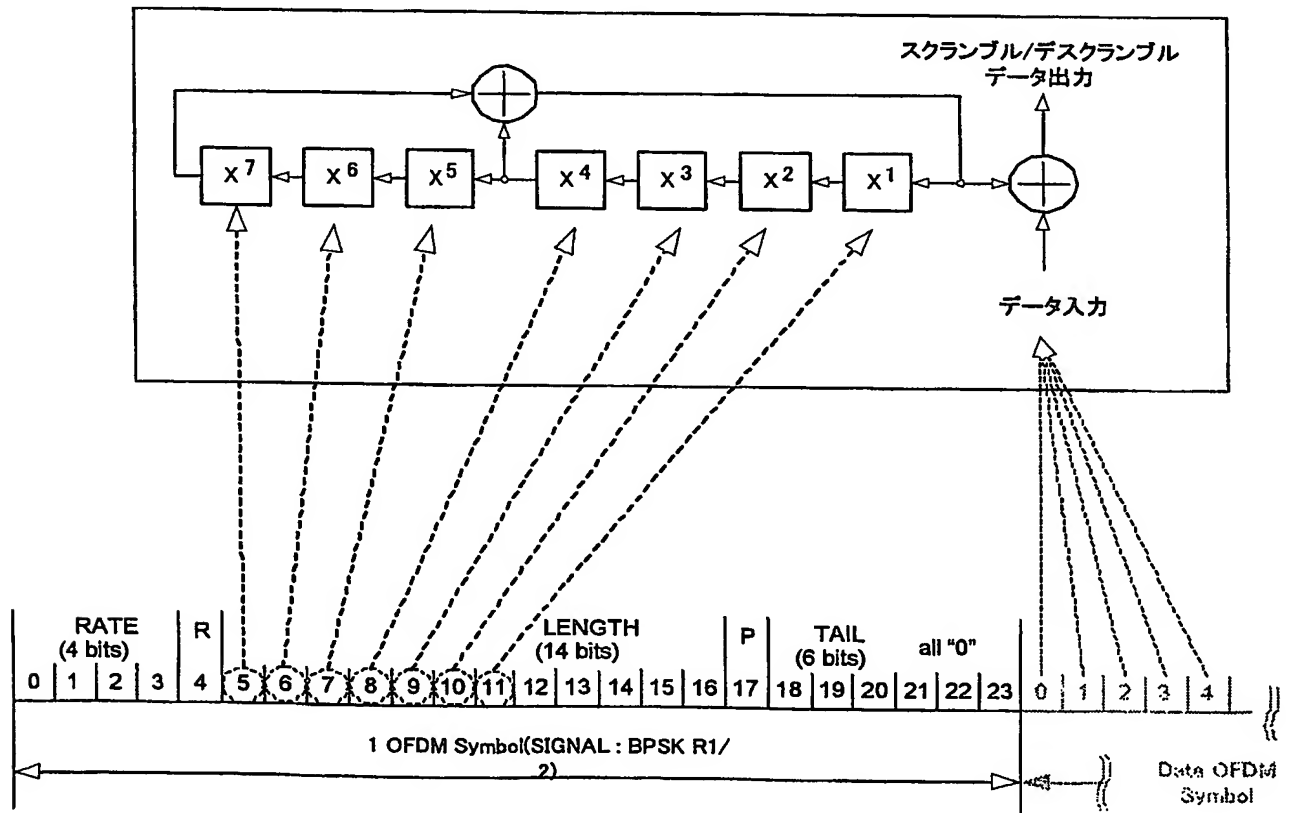 スクランブル/デスクランブル
データ出力
X⁷ X⁶ X⁵ X⁴ X³ X² X¹
データ入力
RATE
(4 bits)
R
LENGTH
(14 bits)
P
TAIL
(6 bits)
all “0”
0 1 2 3 4 5 6 7 8 9 10 11 12 13 14 15 16 17 18 19 20 21 22 23 0 1 2 3 4
1 OFDM Symbol(SIGNAL : BPSK R1/
2)
Data OFDM
Symbol